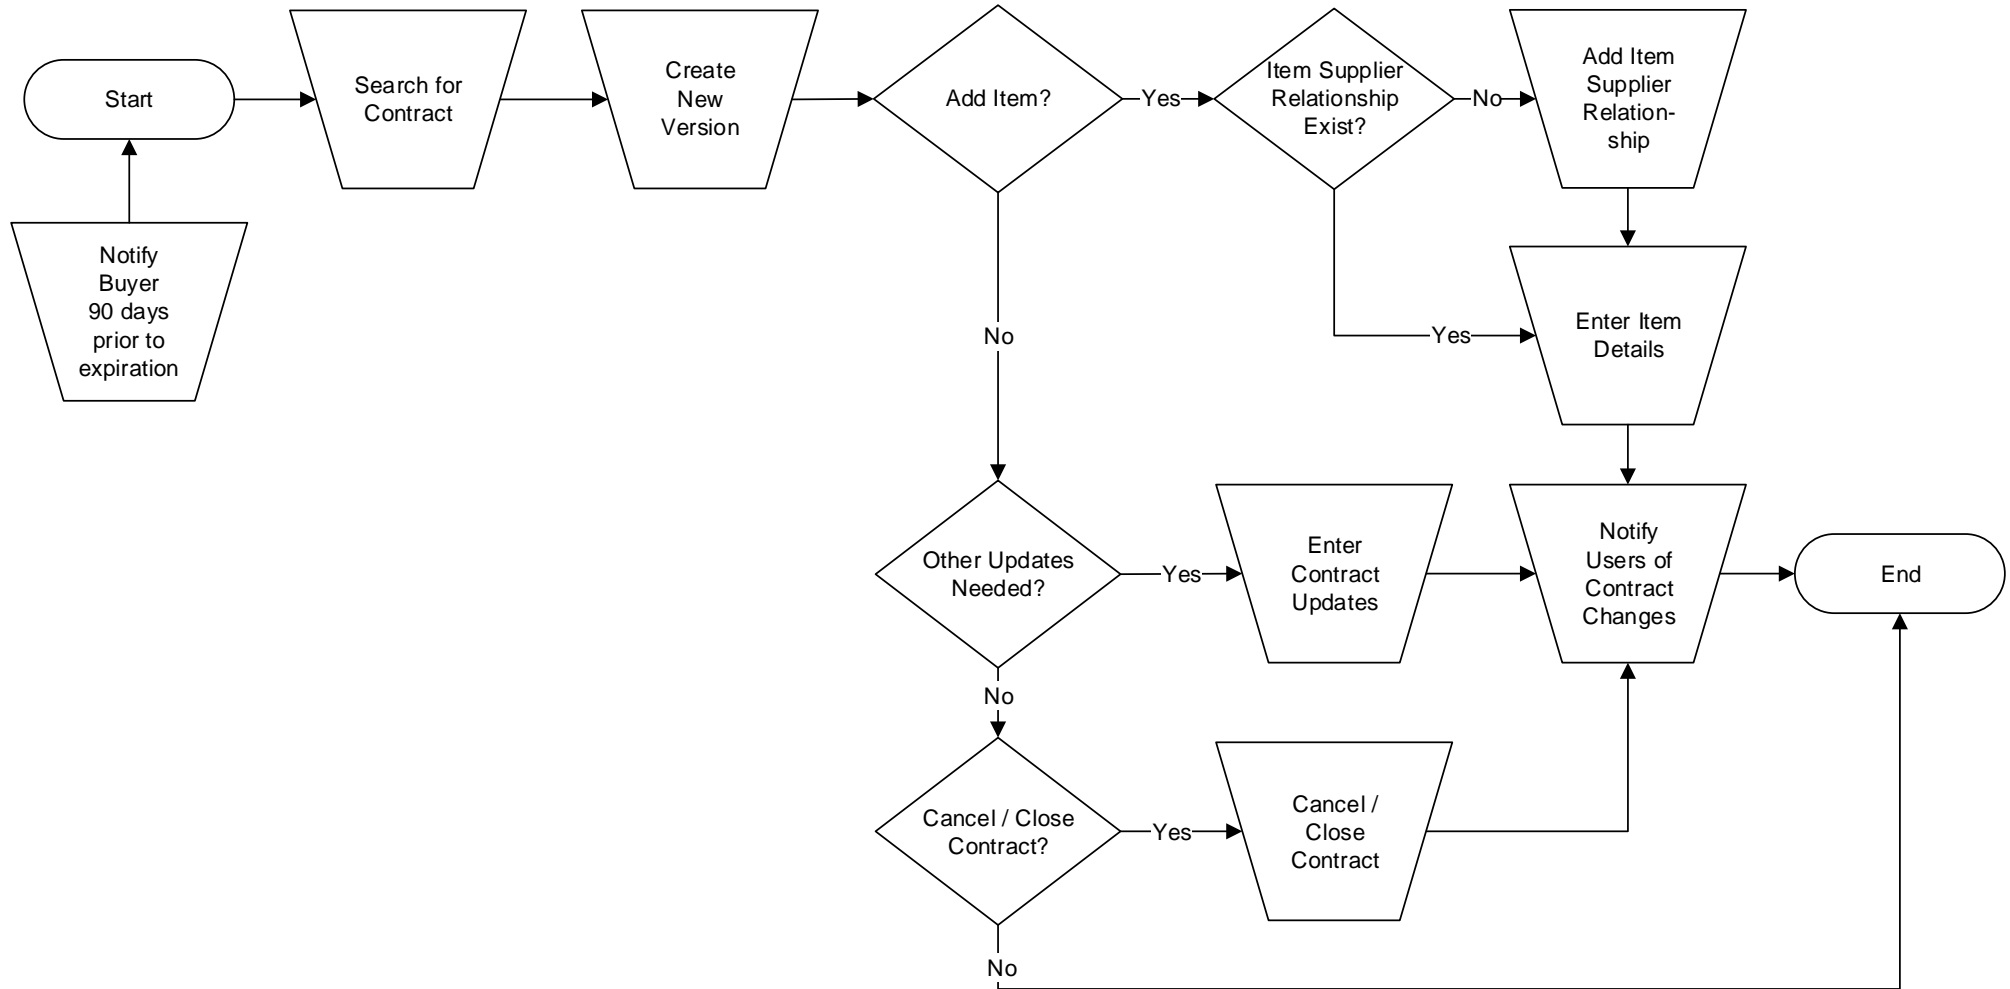 Start
Search for
Contract
Create
New
Version
Add Item?
Yes
Item Supplier
Relationship
Exist?
No
Add Item
Supplier
Relation-
ship
Notify
Buyer
90 days
prior to
expiration
No
Yes
Enter Item
Details
Other Updates
Needed?
Yes
Enter
Contract
Updates
Notify
Users of
Contract
Changes
End
No
Cancel / Close
Contract?
Yes
Cancel /
Close
Contract
No